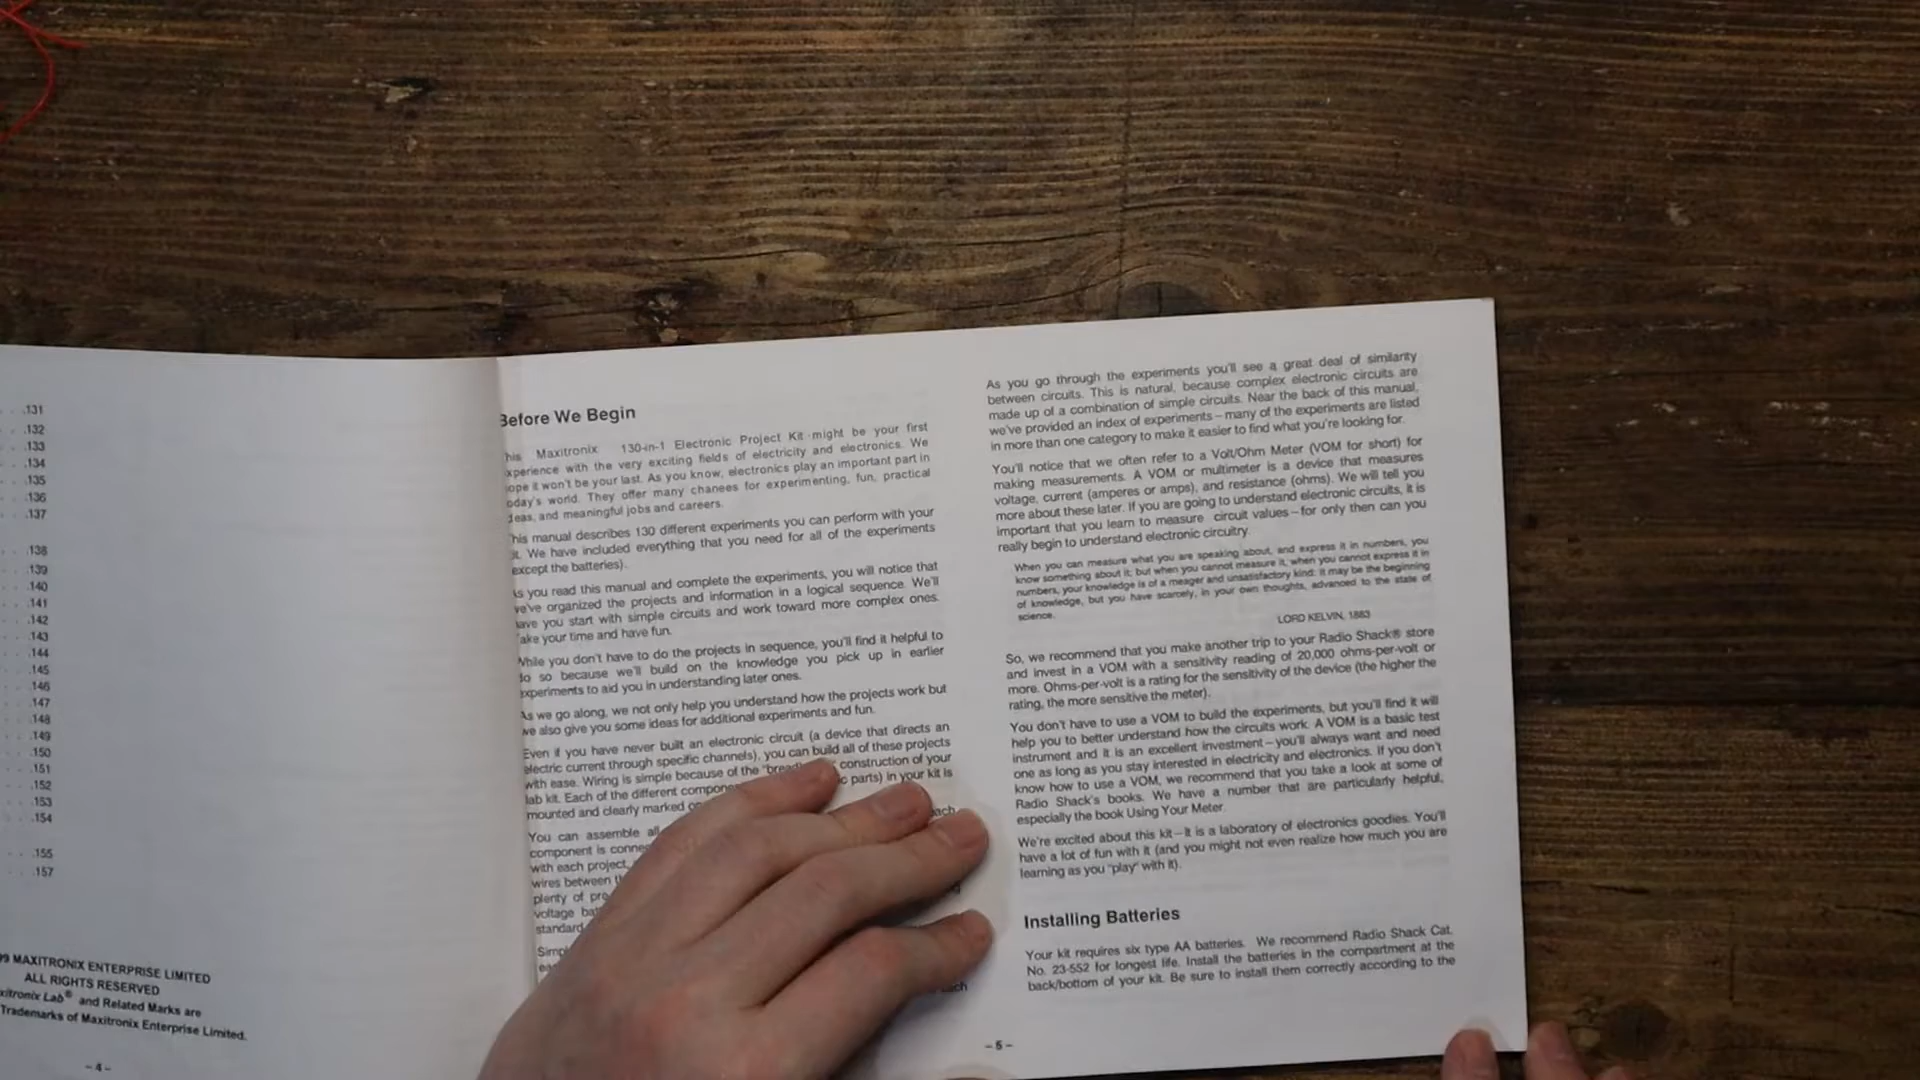 .131
.132
.133
.134
.135
.136
.137
.138
.139
.140
.141
.142
.143
.144
.145
.146
.147
.148
.149
.150
.151
.152
.153
.154
.155
.157
99 MAXITRONIX ENTERPRISE LIMITED
ALL RIGHTS RESERVED
xitronix Lab® and Related Marks are
Trademarks of Maxitronix Enterprise Limited.
-4-
Before We Begin
his Maxitronix 130-in-1 Electronic Project Kit might be your first
xperience with the very exciting fields of electricity and electronics. We
ope it won't be your last. As you know, electronics play an important part in
oday's world. They offer many chanees for experimenting, fun, practical
deas, and meaningful jobs and careers.
his manual describes 130 different experiments you can perform with your
it. We have included everything that you need for all of the experiments
except the batteries).
As you read this manual and complete the experiments, you will notice that
we've organized the projects and information in a logical sequence. We'll
have you start with simple circuits and work toward more complex ones.
Take your time and have fun.
While you don't have to do the projects in sequence, you'll find it helpful to
do so because we'll build on the knowledge you pick up in earlier
experiments to aid you in understanding later ones.
As we go along, we not only help you understand how the projects work but
we also give you some ideas for additional experiments and fun.
Even if you have never built an electronic circuit (a device that directs an
electric current through specific channels), you can build all of these projects
with ease. Wiring is simple because of the construction of your
lab kit. Each of the different parts) in your kit is
mounted and clearly marked
You can assemble all each
component is
with each project,
wires between
plenty of
voltage
standard
each
-5-
As you go through the experiments you'll see a great deal of similarity
between circuits. This is natural, because complex electronic circuits are
made up of a combination of simple circuits. Near the back of this manual,
we've provided an index of experiments – many of the experiments are listed
in more than one category to make it easier to find what you're looking for.
You'll notice that we often refer to a Volt/Ohm Meter (VOM for short) for
making measurements. A VOM or multimeter is a device that measures
voltage, current (amperes or amps), and resistance (ohms). We will tell you
more about these later. If you are going to understand electronic circuits, it is
important that you learn to measure circuit values – for only then can you
really begin to understand electronic circuitry.
When you can measure what you are speaking about, and express it in numbers, you
know something about it; but when you cannot measure it, when you cannot express it in
numbers, your knowledge is of a meager and unsatisfactory kind: it may be the beginning
of knowledge, but you have scarcely, in your own thoughts, advanced to the state of
science.
LORD KELVIN, 1883
So, we recommend that you make another trip to your Radio Shack® store
and invest in a VOM with a sensitivity reading of 20,000 ohms-per-volt or
more. Ohms-per-volt is a rating for the sensitivity of the device (the higher the
rating, the more sensitive the meter).
You don't have to use a VOM to build the experiments, but you'll find it will
help you to better understand how the circuits work. A VOM is a basic test
instrument and it is an excellent investment – you'll always want and need
one as long as you stay interested in electricity and electronics. If you don't
know how to use a VOM, we recommend that you take a look at some of
Radio Shack's books. We have a number that are particularly helpful,
especially the book Using Your Meter.
We're excited about this kit – it is a laboratory of electronics goodies. You'll
have a lot of fun with it (and you might not even realize how much you are
learning as you "play" with it).
Installing Batteries
Your kit requires six type AA batteries. We recommend Radio Shack Cat.
No. 23-552 for longest life. Install the batteries in the compartment at the
back/bottom of your kit. Be sure to install them correctly according to the